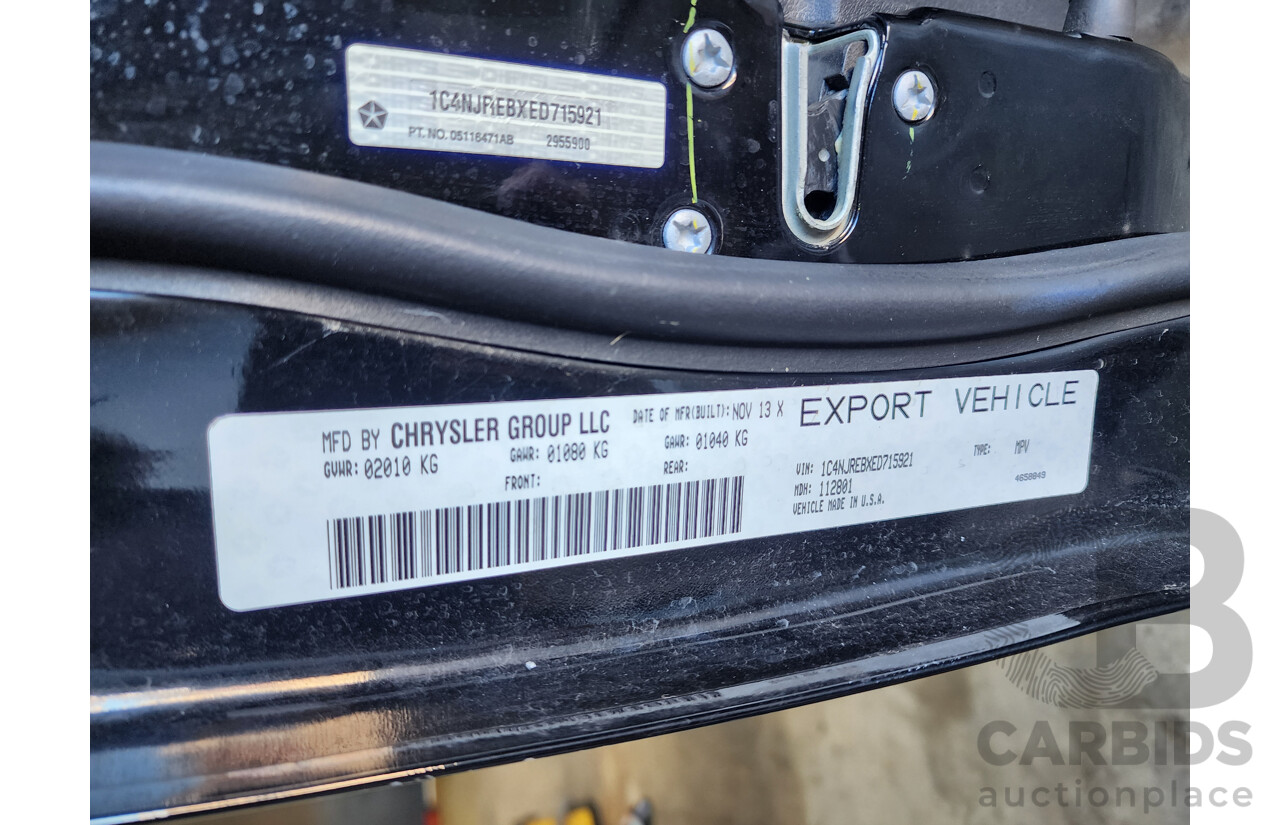 1C4NJREBXED715921
PT. NO. 05116471AB 2955900
MFD BY CHRYSLER GROUP LLC DATE OF MFR(BUILT): NOV 13 X EXPORT VEHICLE
GVWR: 02010 KG GAWR: 01080 KG GAWR: 01040 KG
FRONT: REAR:
VIN: 1C4NJREBXED715921 TYPE: MPV
MDH: 112801 4658849
VEHICLE MADE IN U.S.A.
CARBIDS
auctionplace